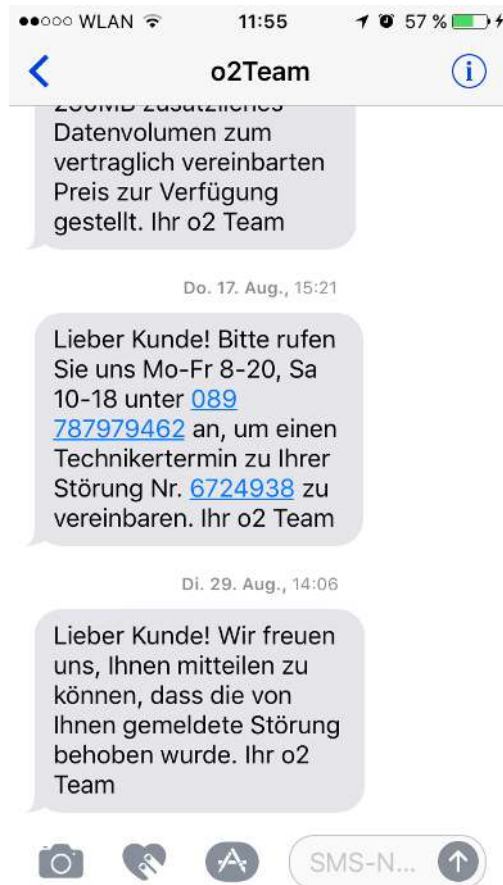 WLAN 11:55 57 %
o2Team
Datenvolumen zum
vertraglich vereinbarten
Preis zur Verfügung
gestellt. Ihr o2 Team
Do. 17. Aug., 15:21
Lieber Kunde! Bitte rufen
Sie uns Mo-Fr 8-20, Sa
10-18 unter 089
787979462 an, um einen
Technikertermin zu Ihrer
Störung Nr. 6724938 zu
vereinbaren. Ihr o2 Team
Di. 29. Aug., 14:06
Lieber Kunde! Wir freuen
uns, Ihnen mitteilen zu
können, dass die von
Ihnen gemeldete Störung
behoben wurde. Ihr o2
Team
SMS-N...